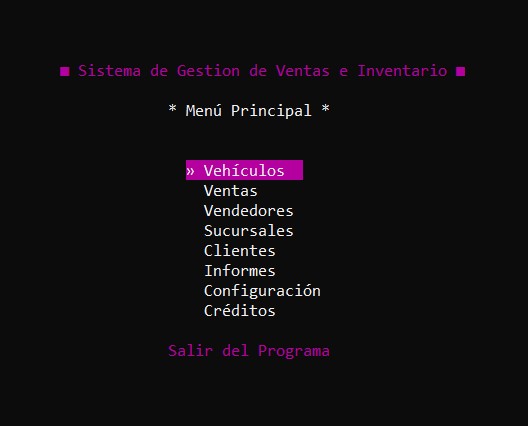 ■ Sistema de Gestion de Ventas e Inventario ■
* Menú Principal *
» Vehículos
Ventas
Vendedores
Sucursales
Clientes
Informes
Configuración
Créditos
Salir del Programa